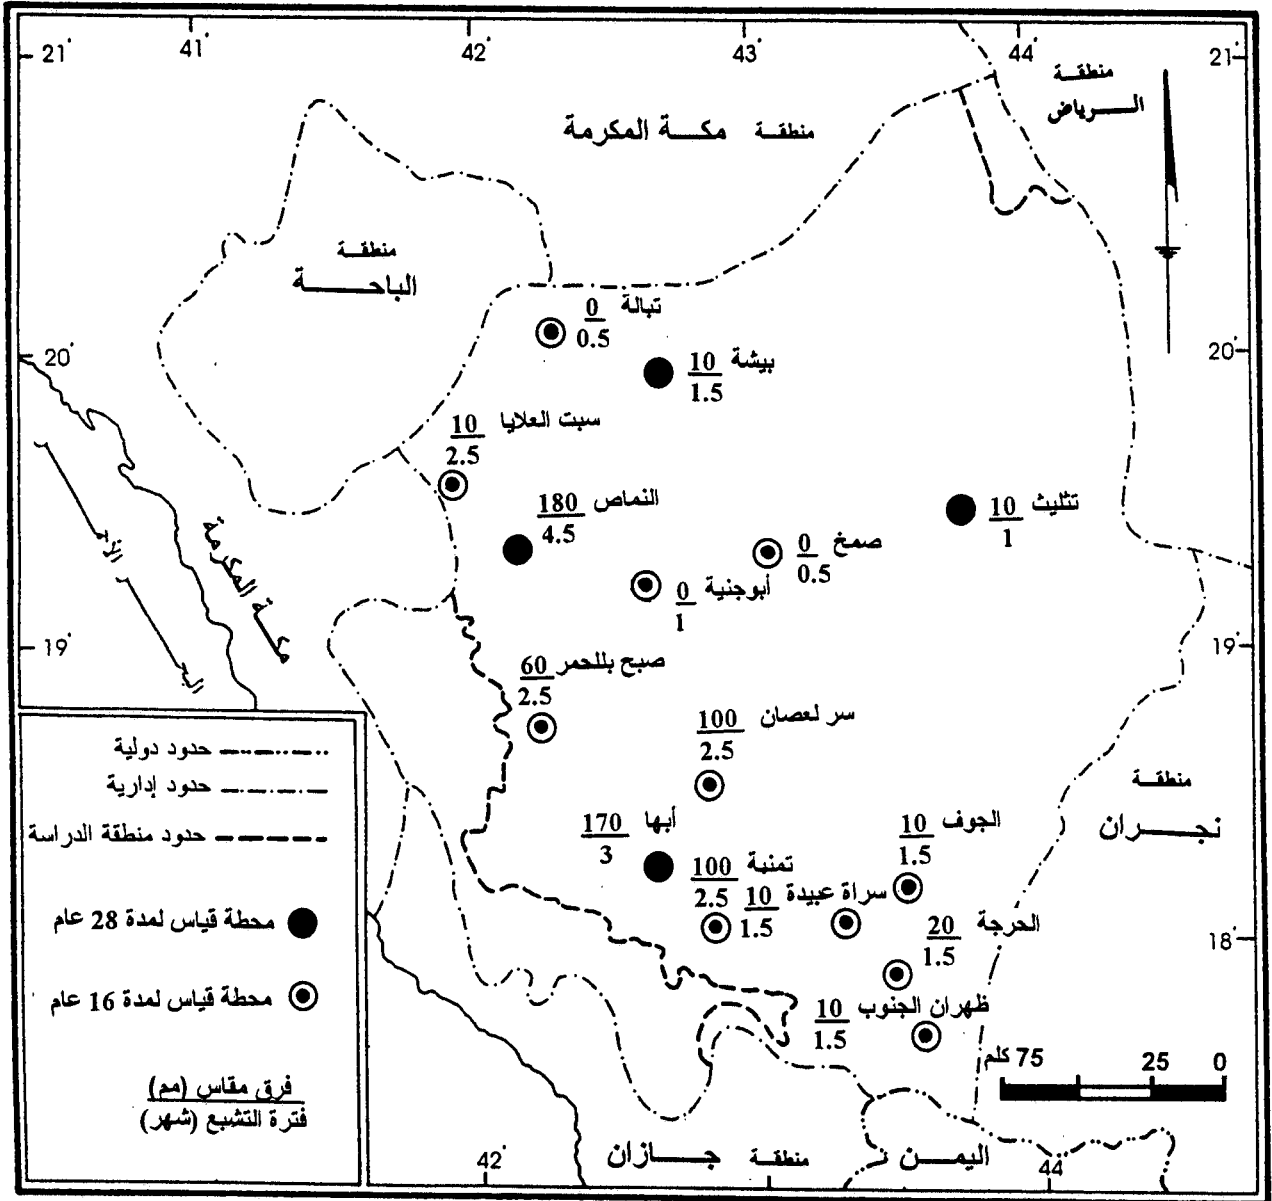 41°
42°
43°
44°
21°
21°
منطقة
الرياض
منطقة مكة المكرمة
منطقة
الباحة
تبالة
0
0.5
20°
20°
بيشة
10
1.5
سبت العلايا
10
2.5
النماص
180
4.5
تثليث
10
1
صمخ
0
0.5
أبوجنية
0
1
مكة المكرمة
البحر الأحمر
19°
19°
صبح بللحمر
60
2.5
سر لعصان
100
2.5
منطقة
نجران
أبها
170
3
الجوف
10
1.5
تمنية
100
2.5
سراة عبيدة
10
1.5
الحرجة
20
1.5
18°
ظهران الجنوب
10
1.5
حدود دولية
حدود إدارية
حدود منطقة الدراسة
محطة قياس لمدة 28 عام
محطة قياس لمدة 16 عام
فرق مقاس (مم)
فترة التشبع (شهر)
0 25 75 كلم
42°
منطقة جازان
اليمن
44